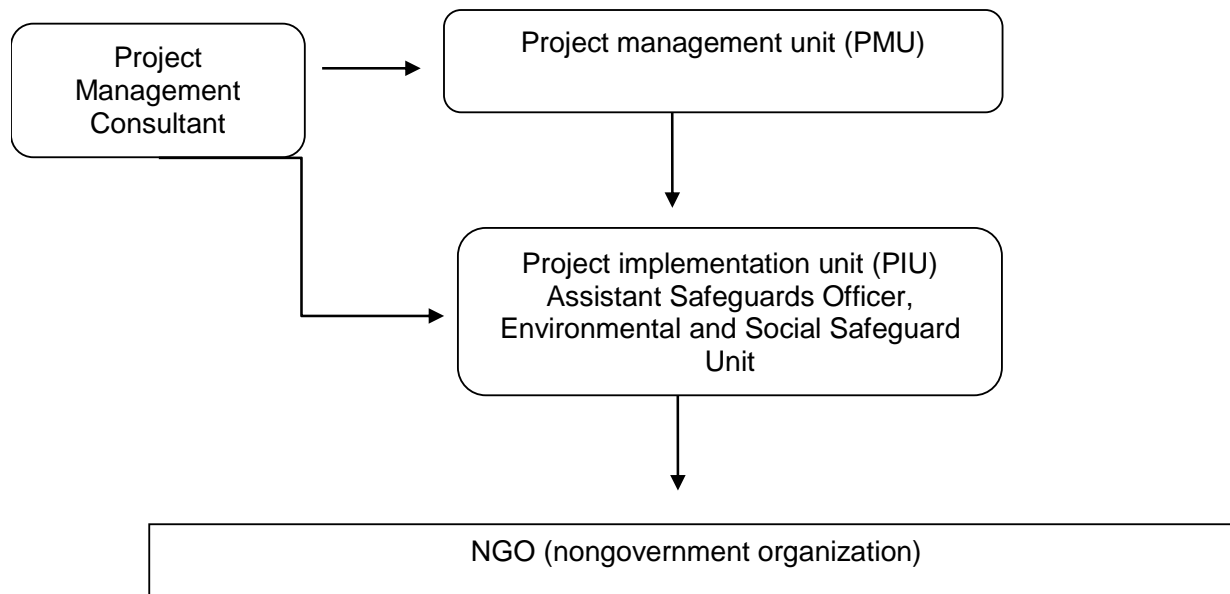 Project
Management
Consultant
Project management unit (PMU)
Project implementation unit (PIU)
Assistant Safeguards Officer,
Environmental and Social Safeguard
Unit
NGO (nongovernment organization)